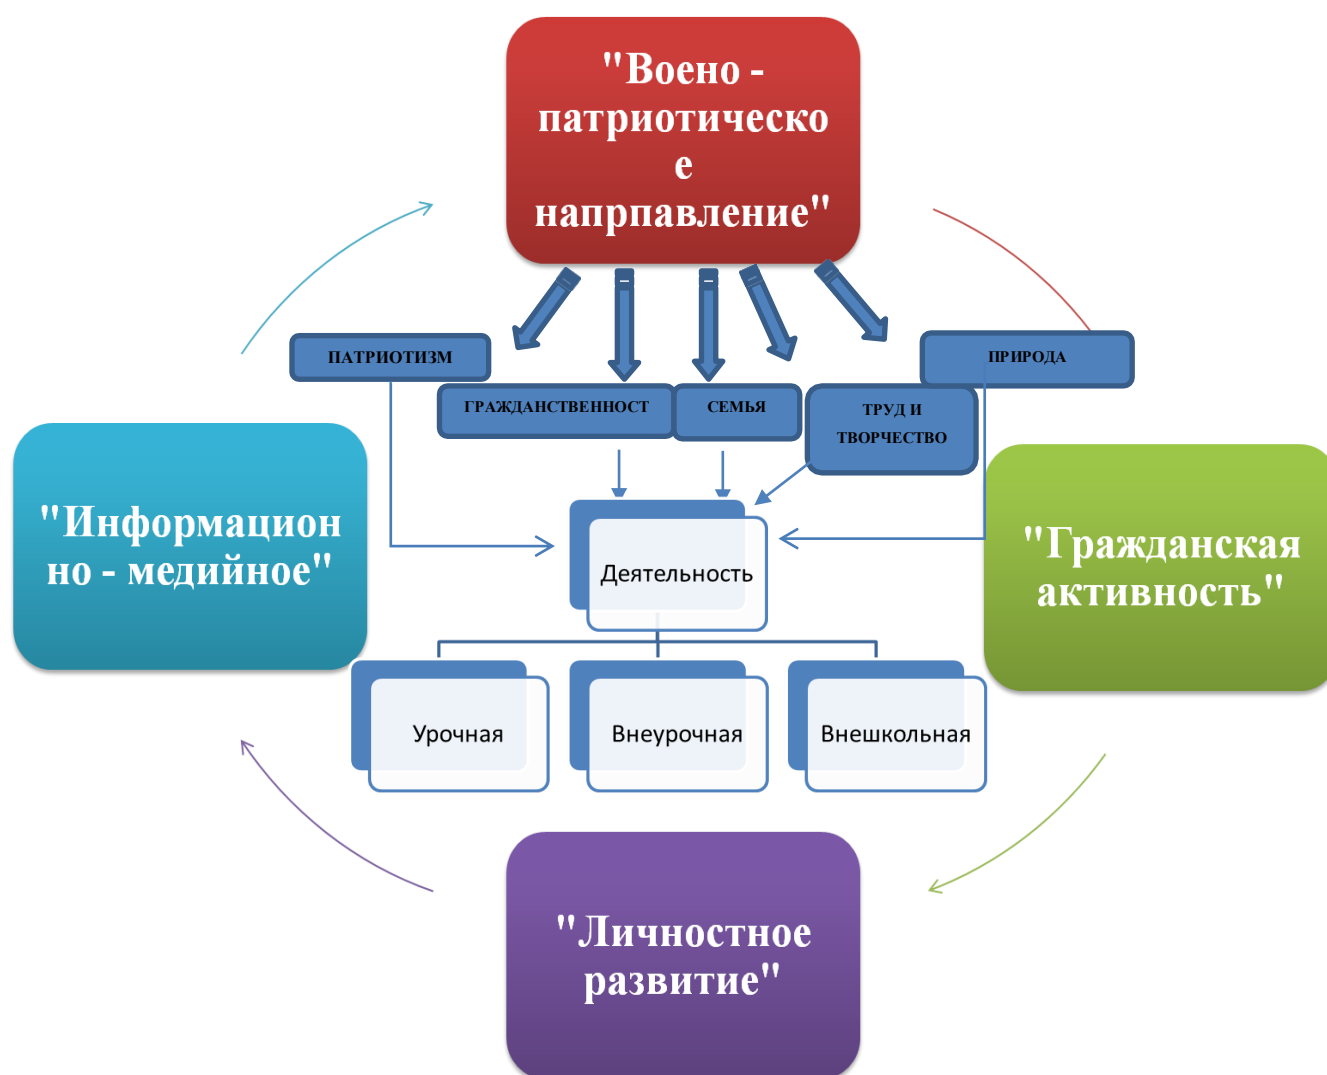 "Воено -
патриотическо
е
напрпавление"
ПАТРИОТИЗМ
ПРИРОДА
ГРАЖДАНСТВЕННОСТ
СЕМЬЯ
ТРУД И
ТВОРЧЕСТВО
"Информацион
но - медийное"
"Гражданская
активность"
Деятельность
Урочная
Внеурочная
Внешкольная
"Личностное
развитие"